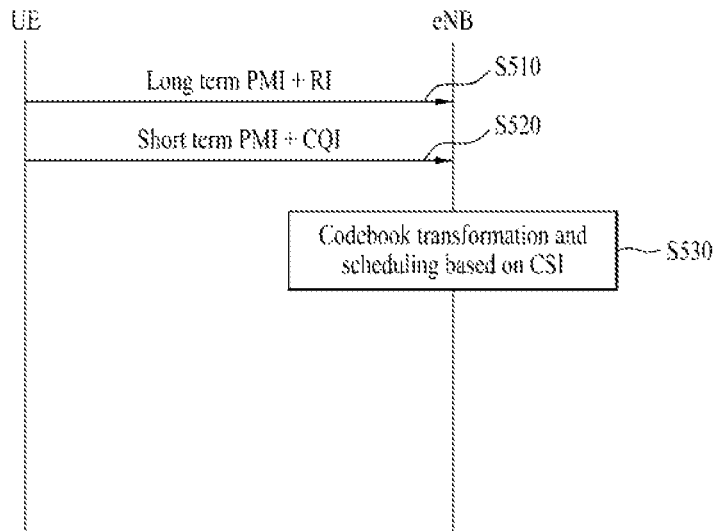 UE
eNB
Long term PMI + RI
S510
Short term PMI + CQI
S520
Codebook transformation and
scheduling based on CSI
S530